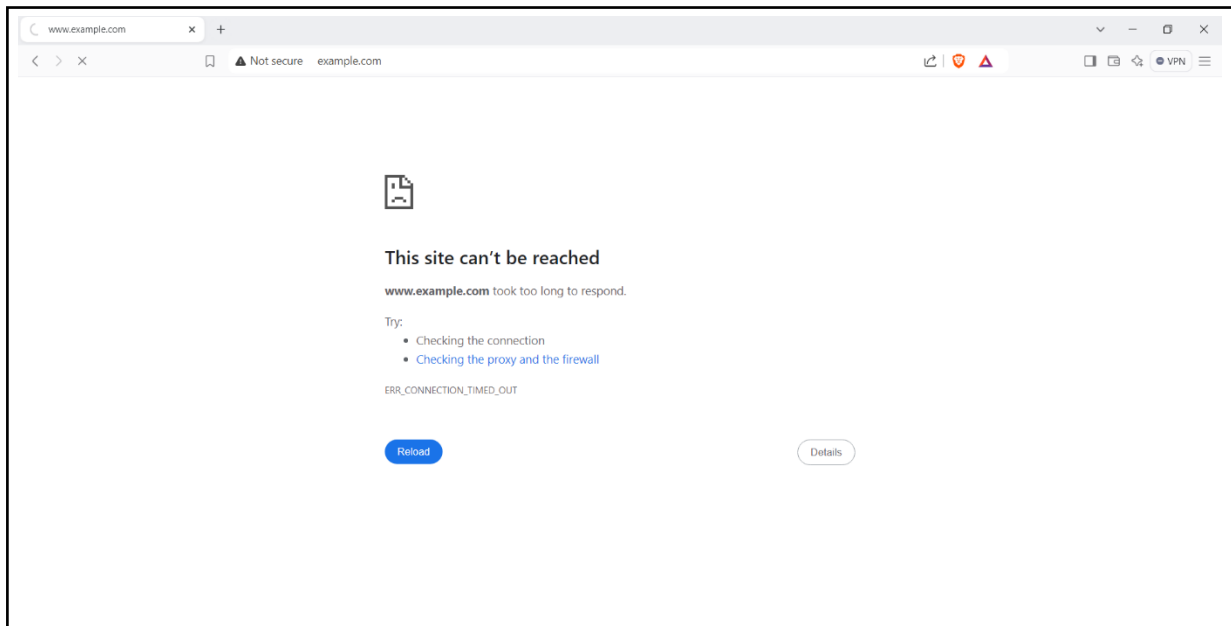 www.example.com
Not secure example.com
VPN
This site can’t be reached
www.example.com took too long to respond.
Try:
• Checking the connection
• Checking the proxy and the firewall
ERR_CONNECTION_TIMED_OUT
Reload
Details